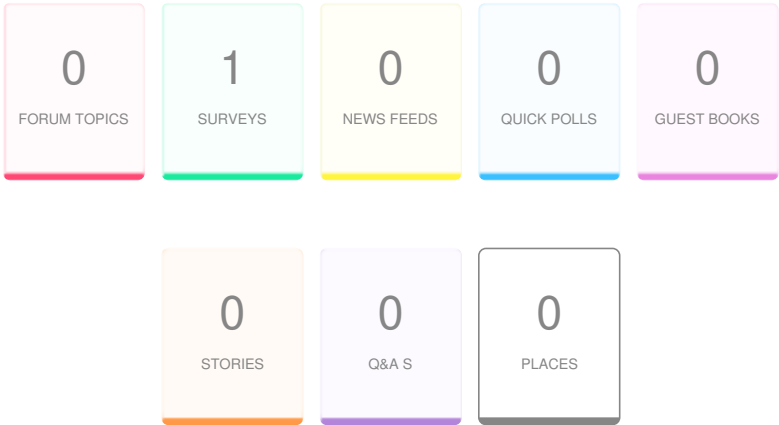 0 1 0 0 0
FORUM TOPICS SURVEYS NEWS FEEDS QUICK POLLS GUEST BOOKS
0 0 0
STORIES Q&A S PLACES